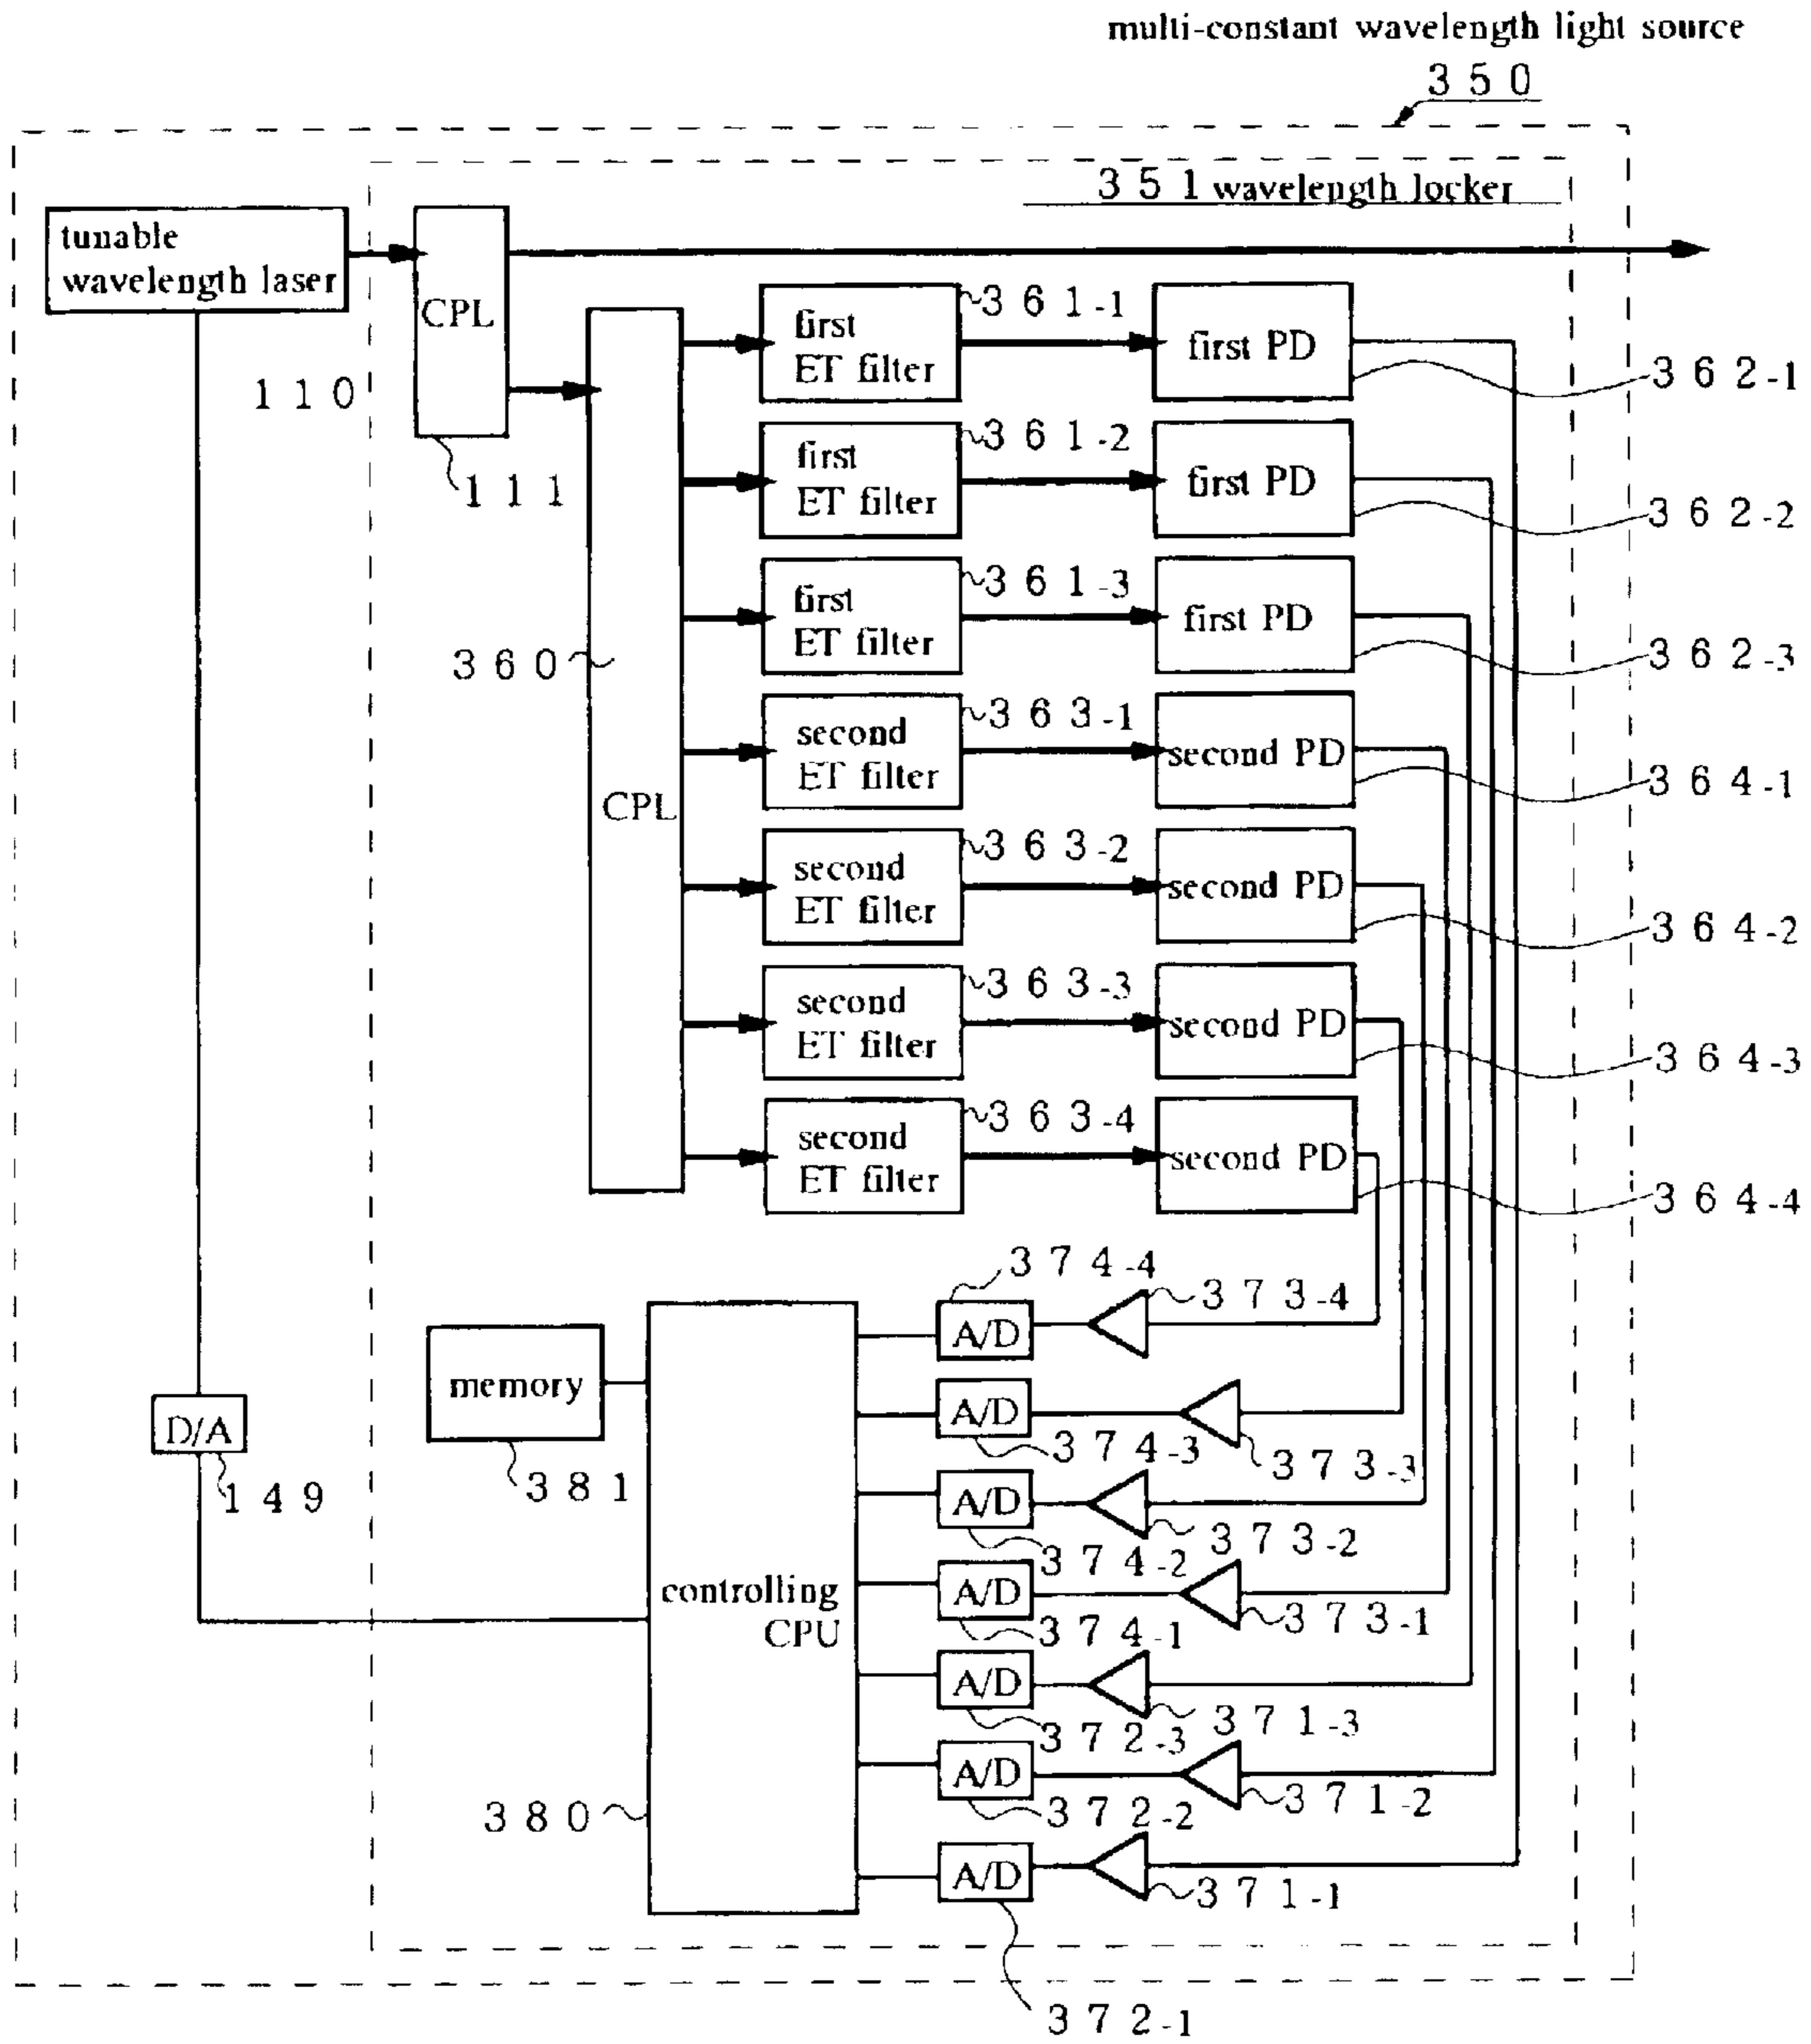 multi-constant wavelength light source
350
351 wavelength locker
tunable
wavelength laser
CPL
110
111
CPL
360
first
ET filter
361-1
first PD
362-1
first
ET filter
361-2
first PD
362-2
first
ET filter
361-3
first PD
362-3
second
ET filter
363-1
second PD
364-1
second
ET filter
363-2
second PD
364-2
second
ET filter
363-3
second PD
364-3
second
ET filter
363-4
second PD
364-4
374-4
A/D
373-4
memory
381
D/A
149
controlling
CPU
380
A/D
374-3
373-3
A/D
374-2
373-2
A/D
374-1
373-1
A/D
372-3
371-3
A/D
372-2
371-2
A/D
371-1
372-1